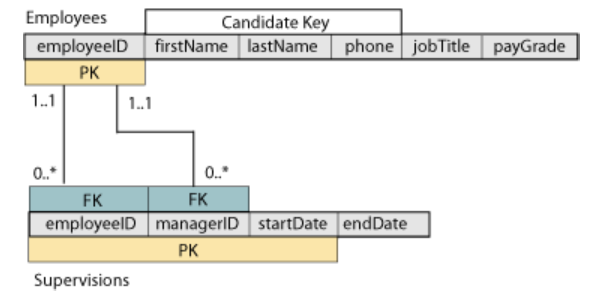 Employees
Candidate Key
employeeID firstName lastName phone jobTitle payGrade
PK
1..1 1..1
0..* 0..*
FK FK
employeeID managerID startDate endDate
PK
Supervisions